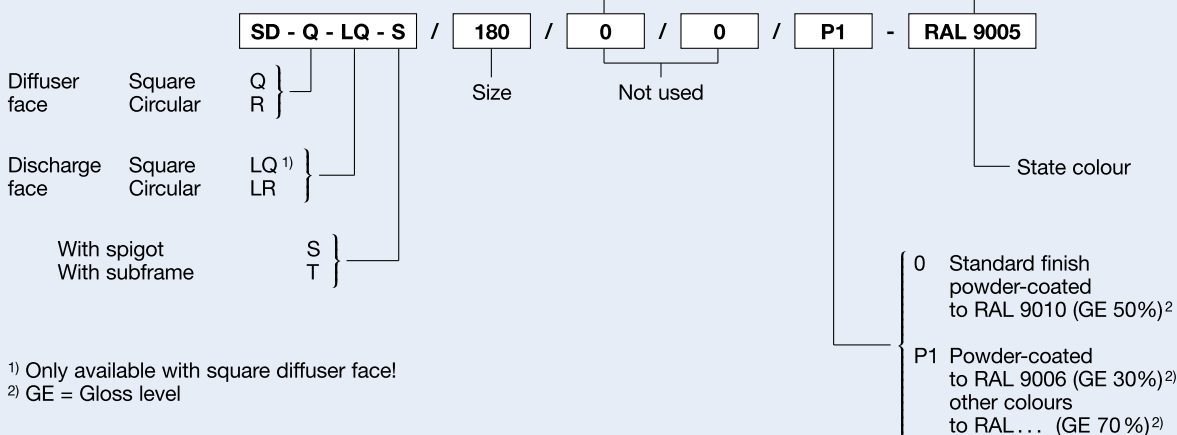 SD - Q - LQ - S / 180 / 0 / 0 / P1 - RAL 9005
Diffuser Square Q
face Circular R
Size
Not used
Discharge Square LQ 1)
face Circular LR
State colour
With spigot S
With subframe T
0 Standard finish
powder-coated
to RAL 9010 (GE 50%)2
P1 Powder-coated
to RAL 9006 (GE 30%)2)
other colours
to RAL... (GE 70%)2)
1) Only available with square diffuser face!
2) GE = Gloss level